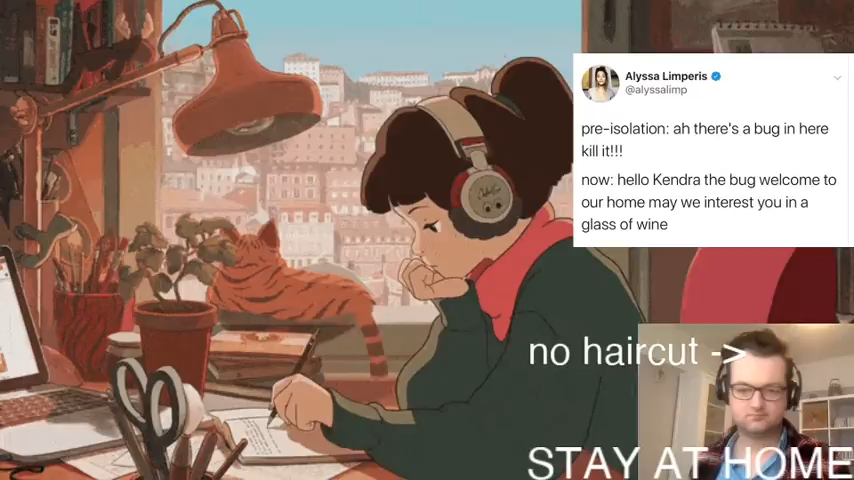 Alyssa Limperis
@alyssalimp
pre-isolation: ah there's a bug in here
kill it!!!
now: hello Kendra the bug welcome to
our home may we interest you in a
glass of wine
no haircut ->
STAY AT HOME